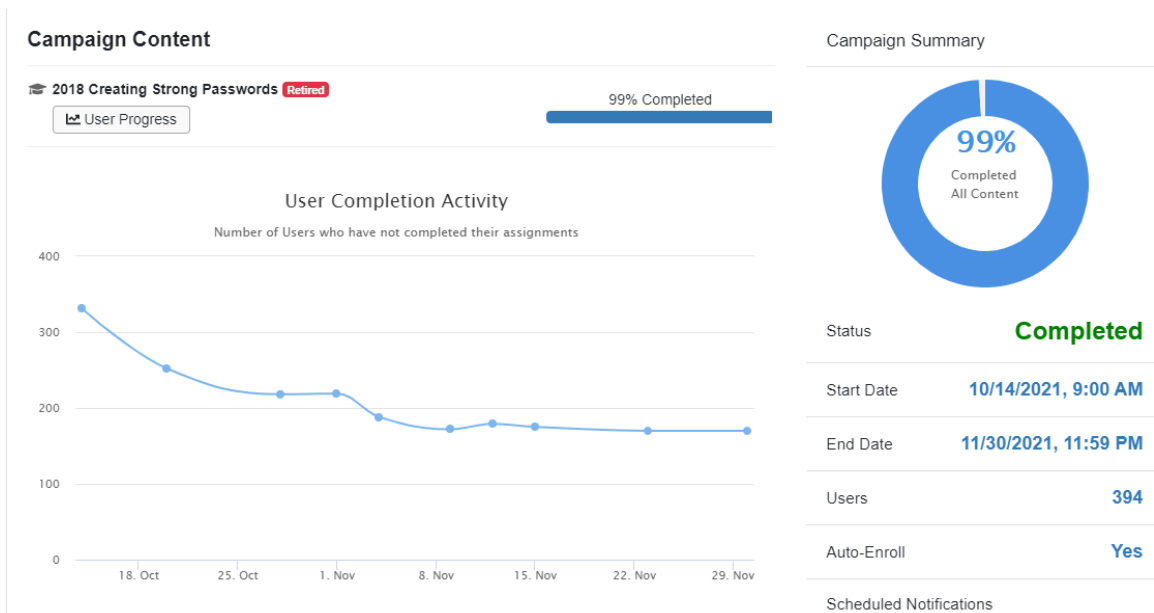 Campaign Content
2018 Creating Strong Passwords Retired
User Progress
99% Completed
User Completion Activity
Number of Users who have not completed their assignments
400
300
200
100
0
18. Oct 25. Oct 1. Nov 8. Nov 15. Nov 22. Nov 29. Nov
Campaign Summary
99%
Completed
All Content
Status Completed
Start Date 10/14/2021, 9:00 AM
End Date 11/30/2021, 11:59 PM
Users 394
Auto-Enroll Yes
Scheduled Notifications